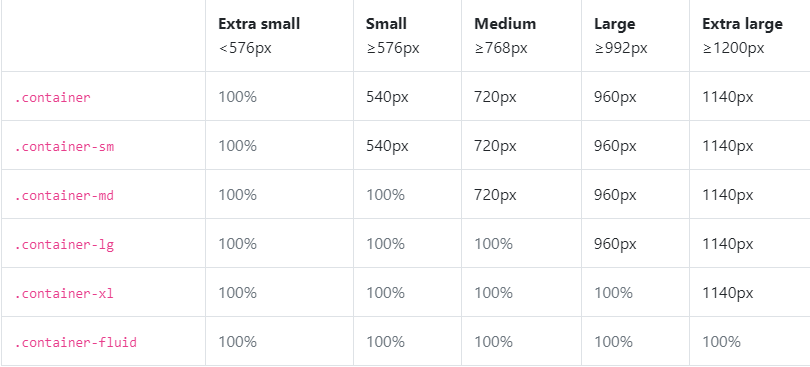 Extra small Small Medium Large Extra large
<576px ≥576px ≥768px ≥992px ≥1200px
.container 100% 540px 720px 960px 1140px
.container-sm 100% 540px 720px 960px 1140px
.container-md 100% 100% 720px 960px 1140px
.container-lg 100% 100% 100% 960px 1140px
.container-xl 100% 100% 100% 100% 1140px
.container-fluid 100% 100% 100% 100% 100%